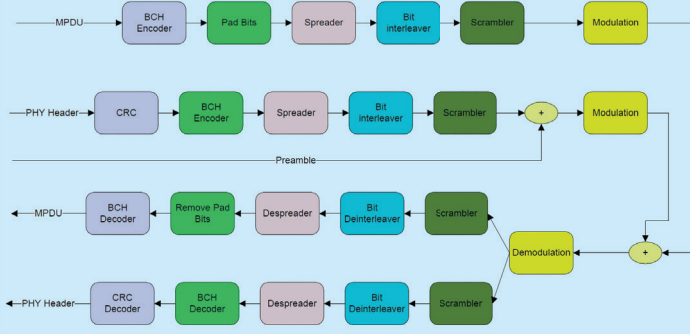 MPDU
BCH
Encoder
Pad Bits
Spreader
Bit
Interleaver
Scrambler
Modulation
PHY Header
CRC
BCH
Encoder
Spreader
Bit
Interleaver
Scrambler
+
Modulation
Preamble
MPDU
BCH
Decoder
Remove Pad
Bits
Despreader
Bit
Deinterleaver
Scrambler
Demodulation
+
PHY Header
CRC
Decoder
BCH
Decoder
Despreader
Bit
Deinterleaver
Scrambler